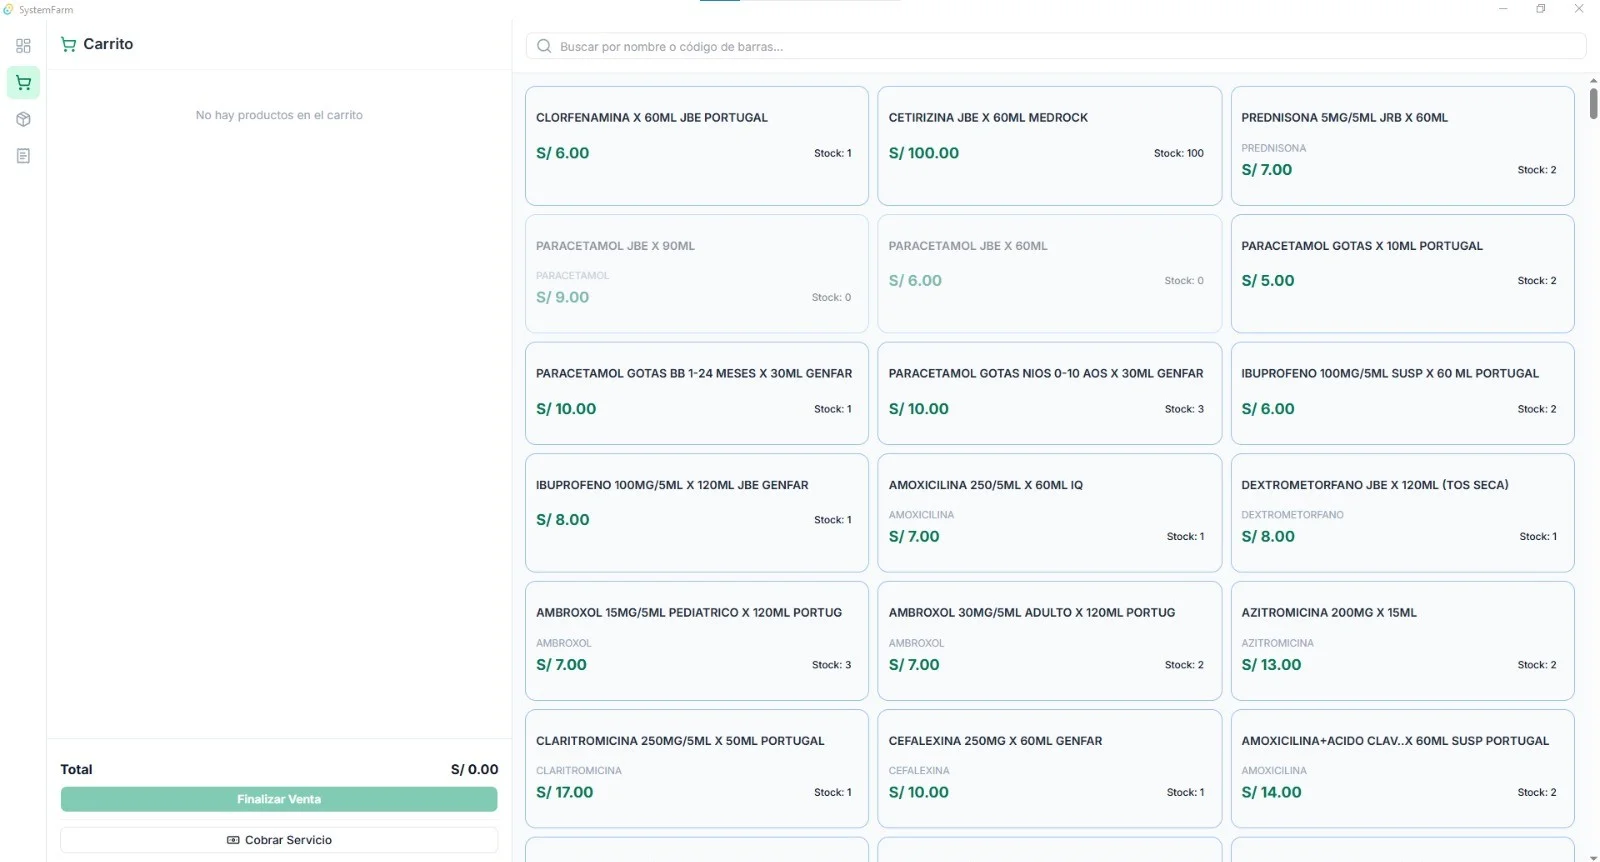 SystemFarm
Carrito
No hay productos en el carrito
Total
S/ 0.00
Finalizar Venta
Cobrar Servicio
Buscar por nombre o código de barras...
CLORFENAMINA X 60ML JBE PORTUGAL
S/ 6.00
Stock: 1
CETIRIZINA JBE X 60ML MEDROCK
S/ 100.00
Stock: 100
PREDNISONA 5MG/5ML JRB X 60ML
PREDNISONA
S/ 7.00
Stock: 2
PARACETAMOL JBE X 90ML
PARACETAMOL
S/ 9.00
Stock: 0
PARACETAMOL JBE X 60ML
S/ 6.00
Stock: 0
PARACETAMOL GOTAS X 10ML PORTUGAL
S/ 5.00
Stock: 2
PARACETAMOL GOTAS BB 1-24 MESES X 30ML GENFAR
S/ 10.00
Stock: 1
PARACETAMOL GOTAS NIOS 0-10 AOS X 30ML GENFAR
S/ 10.00
Stock: 3
IBUPROFENO 100MG/5ML SUSP X 60 ML PORTUGAL
S/ 6.00
Stock: 2
IBUPROFENO 100MG/5ML X 120ML JBE GENFAR
S/ 8.00
Stock: 1
AMOXICILINA 250/5ML X 60ML IQ
AMOXICILINA
S/ 7.00
Stock: 1
DEXTROMETORFANO JBE X 120ML (TOS SECA)
DEXTROMETORFANO
S/ 8.00
Stock: 1
AMBROXOL 15MG/5ML PEDIATRICO X 120ML PORTUG
AMBROXOL
S/ 7.00
Stock: 3
AMBROXOL 30MG/5ML ADULTO X 120ML PORTUG
AMBROXOL
S/ 7.00
Stock: 2
AZITROMICINA 200MG X 15ML
AZITROMICINA
S/ 13.00
Stock: 2
CLARITROMICINA 250MG/5ML X 50ML PORTUGAL
CLARITROMICINA
S/ 17.00
Stock: 1
CEFALEXINA 250MG X 60ML GENFAR
CEFALEXINA
S/ 10.00
Stock: 1
AMOXICILINA+ACIDO CLAV..X 60ML SUSP PORTUGAL
AMOXICILINA
S/ 14.00
Stock: 2